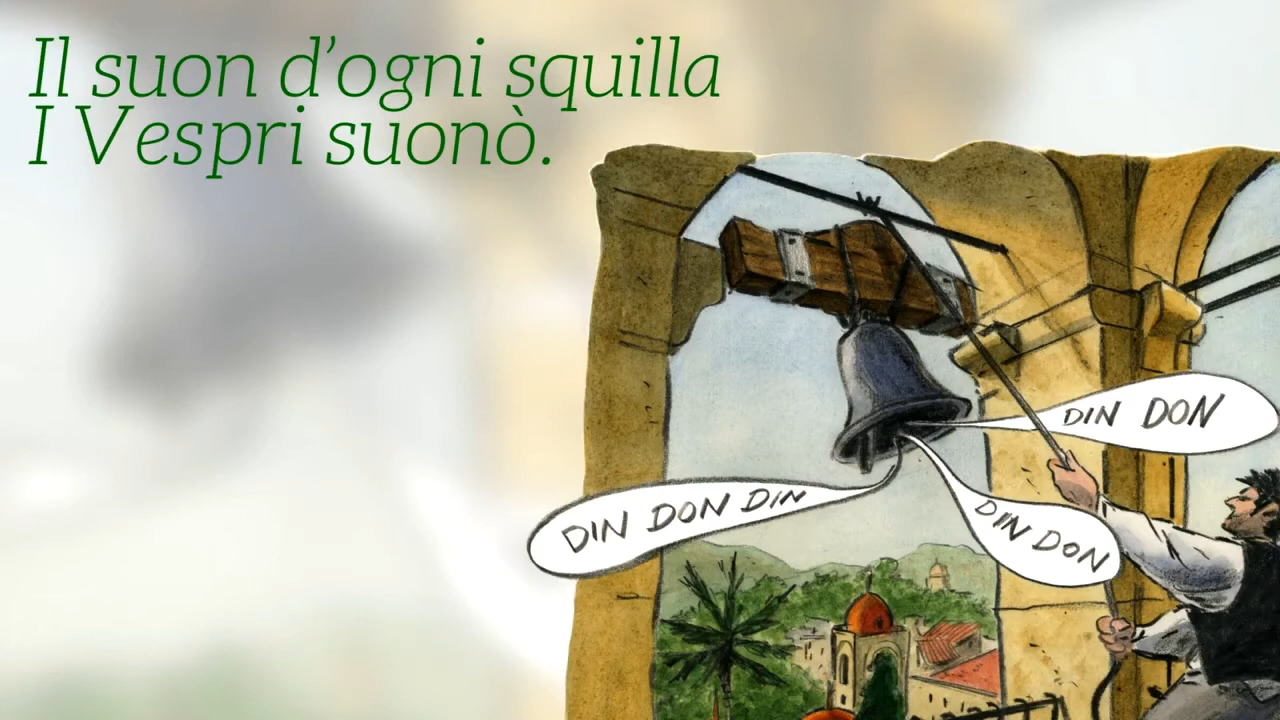 Il suon d’ogni squilla
I Vespri suonò.
DIN DON
DIN DON DIN
DIN DON